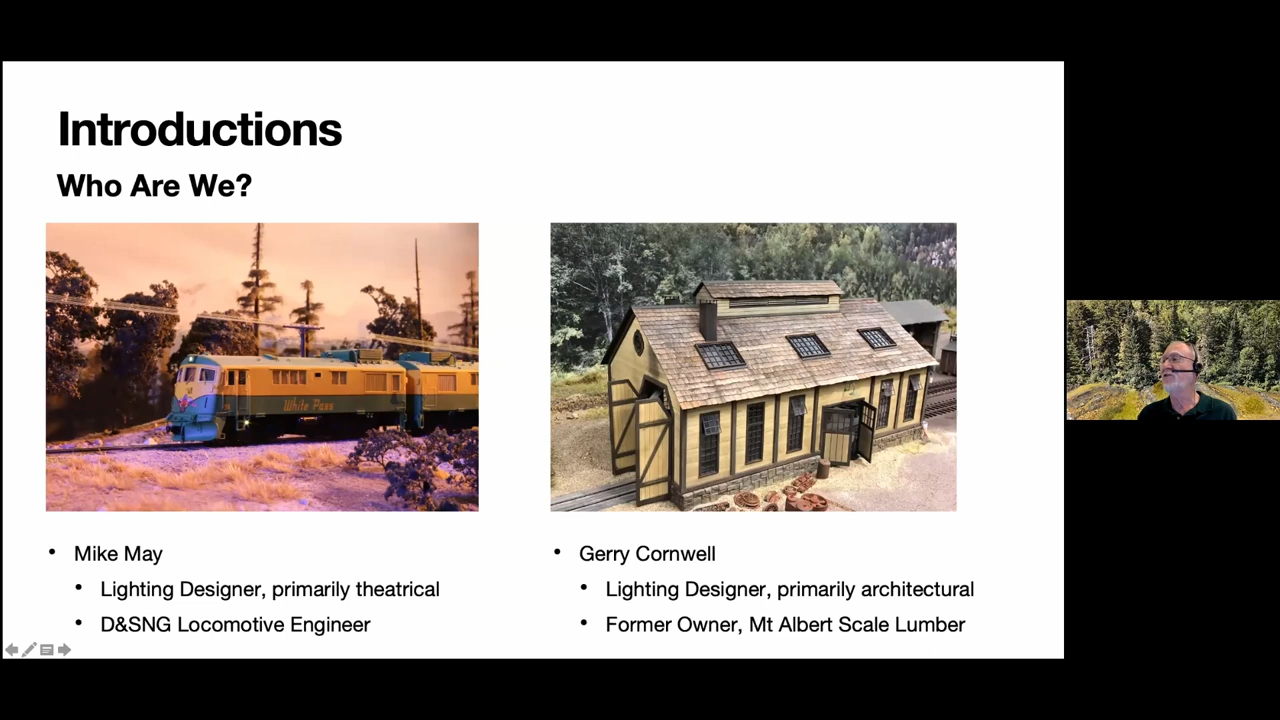 Introductions
Who Are We?
White Pass
• Mike May
• Lighting Designer, primarily theatrical
• D&SNG Locomotive Engineer
• Gerry Cornwell
• Lighting Designer, primarily architectural
• Former Owner, Mt Albert Scale Lumber